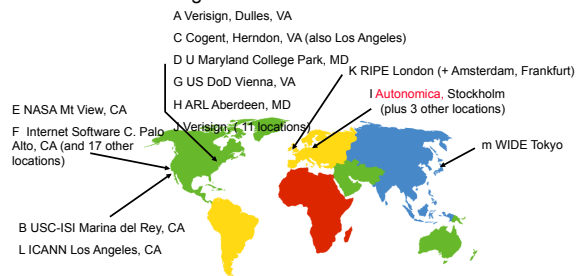 A Verisign, Dulles, VA
C Cogent, Herndon, VA (also Los Angeles)
D U Maryland College Park, MD
G US DoD Vienna, VA
H ARL Aberdeen, MD
J Verisign, ( 11 locations)
K RIPE London (+ Amsterdam, Frankfurt)
I Autonomica, Stockholm
(plus 3 other locations)
E NASA Mt View, CA
F Internet Software C. Palo
Alto, CA (and 17 other
locations)
m WIDE Tokyo
B USC-ISI Marina del Rey, CA
L ICANN Los Angeles, CA